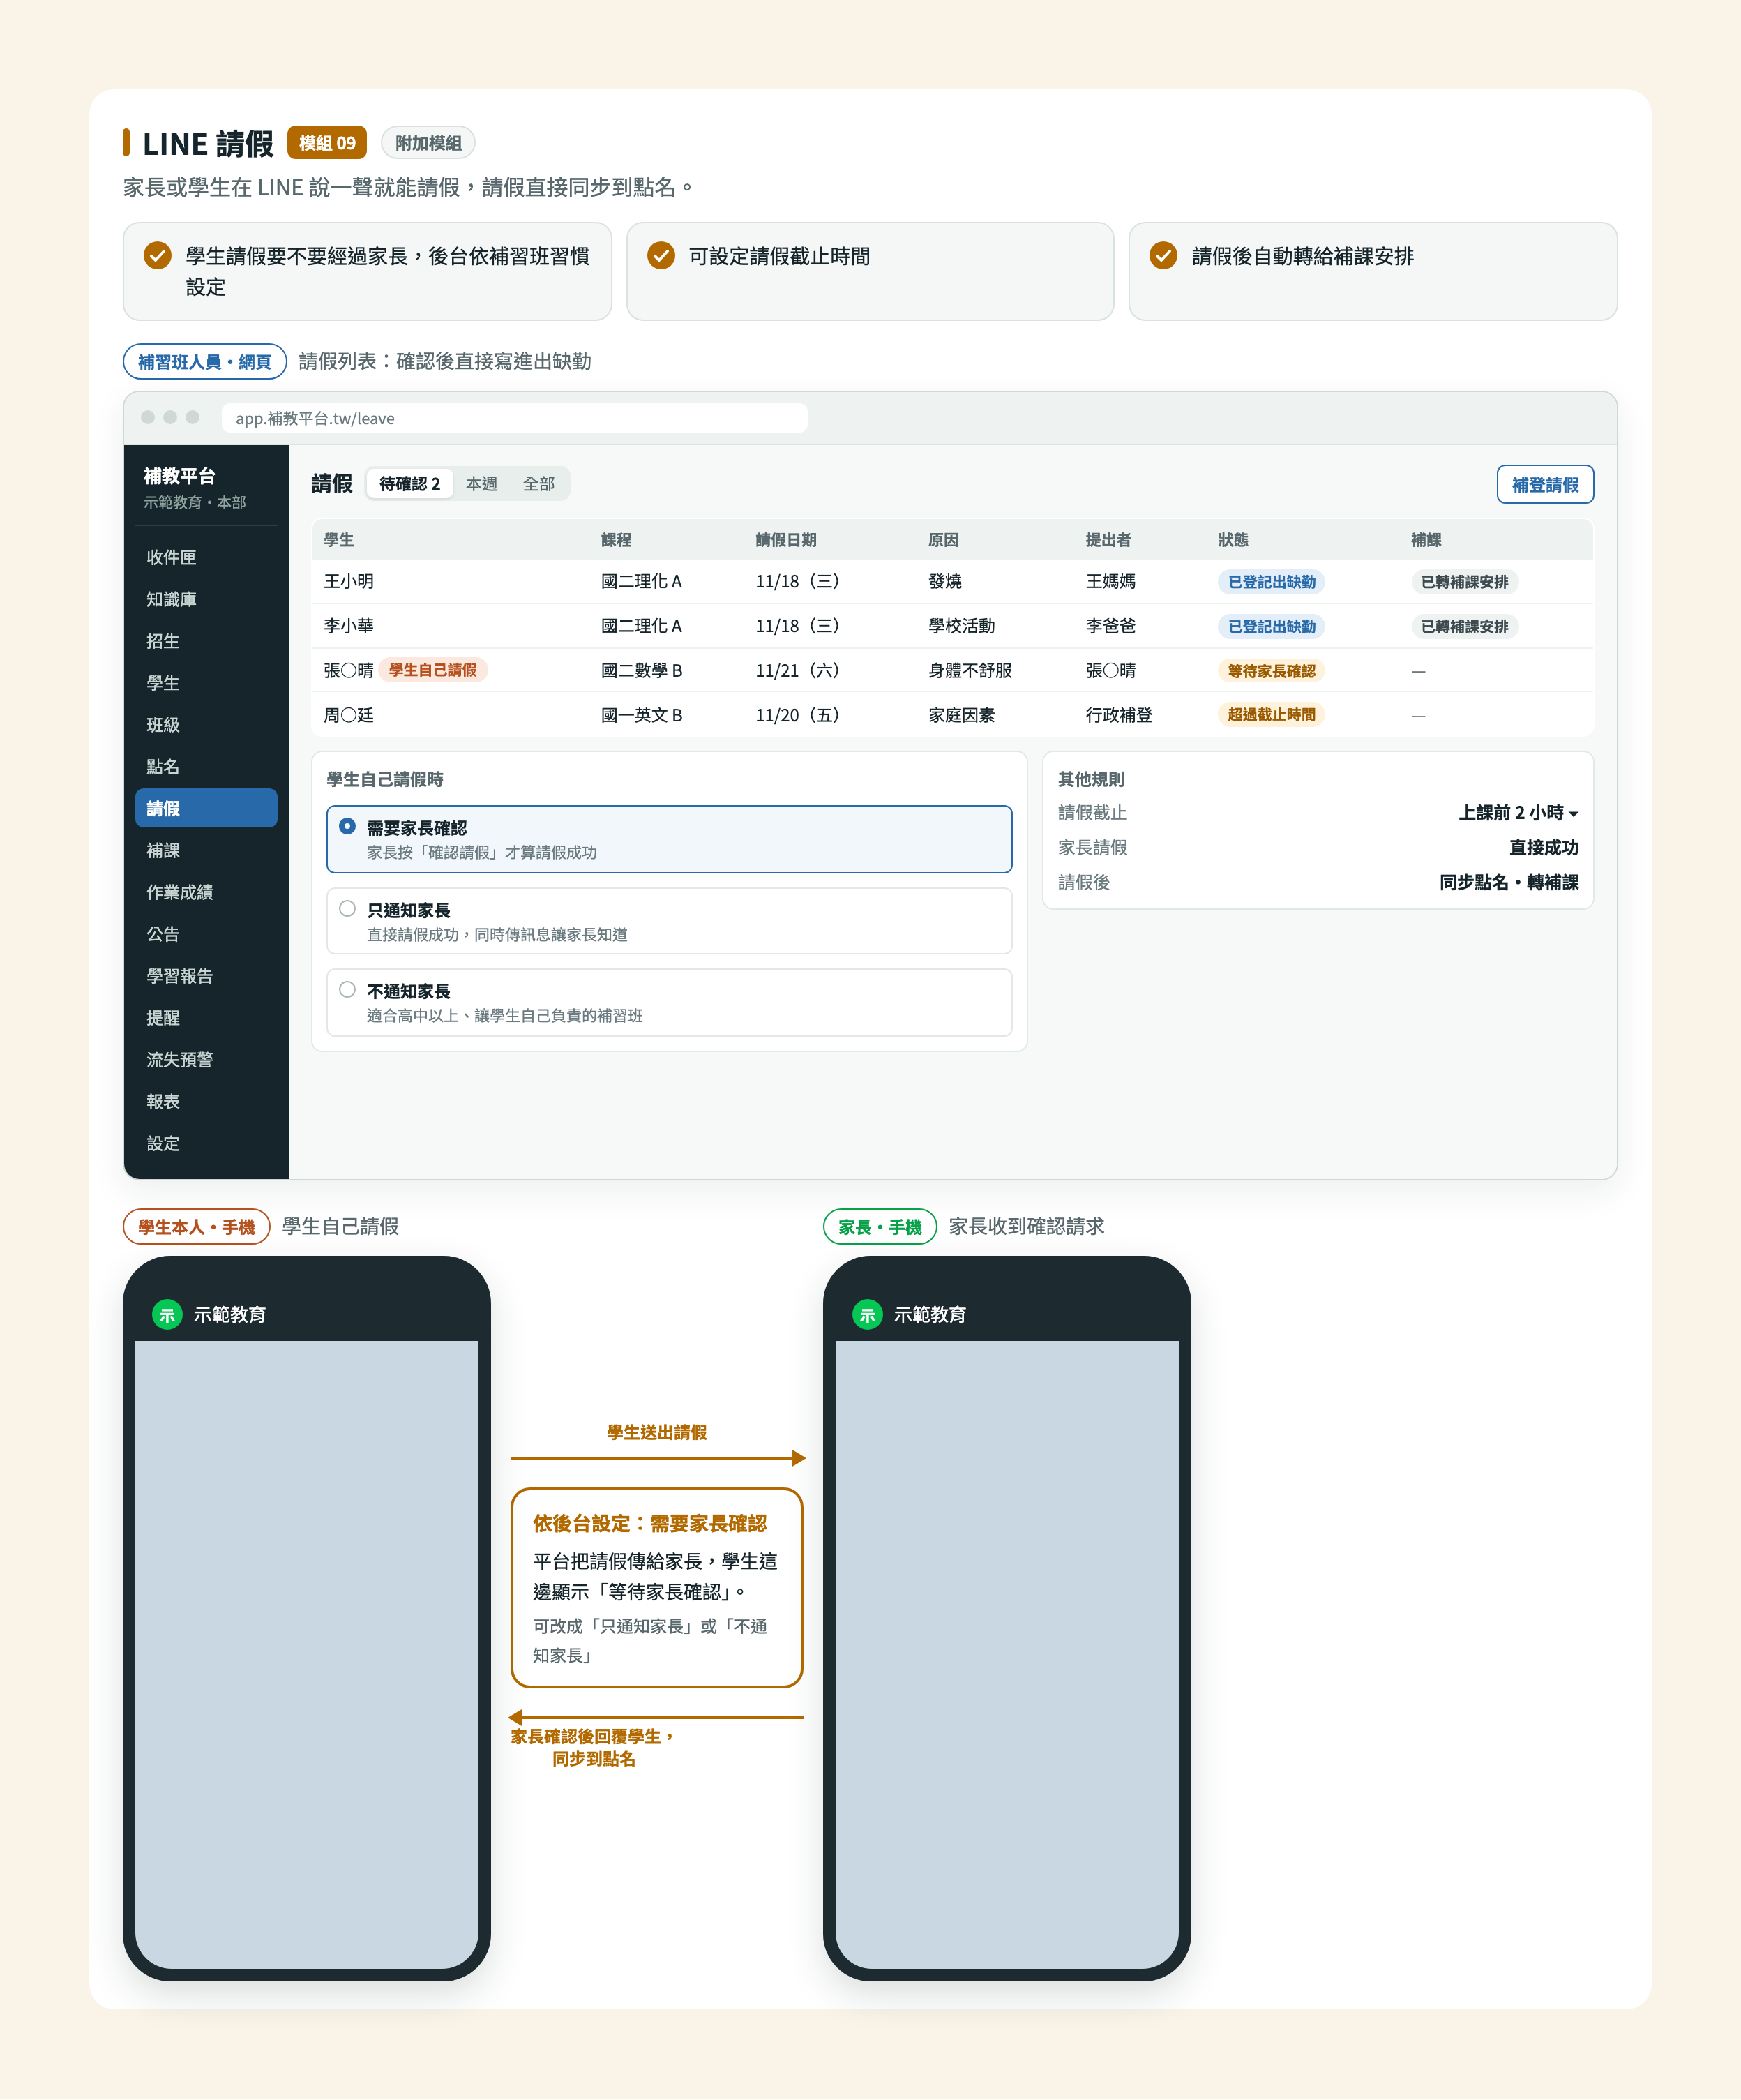 LINE 請假 模組 09 附加模組
家長或學生在 LINE 說一聲就能請假，請假直接同步到點名。
學生請假要不要經過家長，後台依補習班習慣
設定
可設定請假截止時間
請假後自動轉給補課安排
補習班人員・網頁 請假列表：確認後直接寫進出缺勤
app.補教平台.tw/leave
補教平台
示範教育・本部
收件匣
知識庫
招生
學生
班級
點名
請假
補課
作業成績
公告
學習報告
提醒
流失預警
報表
設定
請假 待確認 2 本週 全部 補登請假
學生 課程 請假日期 原因 提出者 狀態 補課
王小明 國二理化 A 11/18（三） 發燒 王媽媽 已登記出缺勤 已轉補課安排
李小華 國二理化 A 11/18（三） 學校活動 李爸爸 已登記出缺勤 已轉補課安排
張〇晴 學生自己請假 國二數學 B 11/21（六） 身體不舒服 張〇晴 等待家長確認 —
周〇廷 國一英文 B 11/20（五） 家庭因素 行政補登 超過截止時間 —
學生自己請假時
需要家長確認
家長按「確認請假」才算請假成功
只通知家長
直接請假成功，同時傳訊息讓家長知道
不通知家長
適合高中以上、讓學生自己負責的補習班
其他規則
請假截止 上課前 2 小時
家長請假 直接成功
請假後 同步點名・轉補課
學生本人・手機 學生自己請假
示 示範教育
學生送出請假
依後台設定：需要家長確認
平台把請假傳給家長，學生這
邊顯示「等待家長確認」。
可改成「只通知家長」或「不通
知家長」
家長確認後回覆學生，
同步到點名
家長・手機 家長收到確認請求
示 示範教育